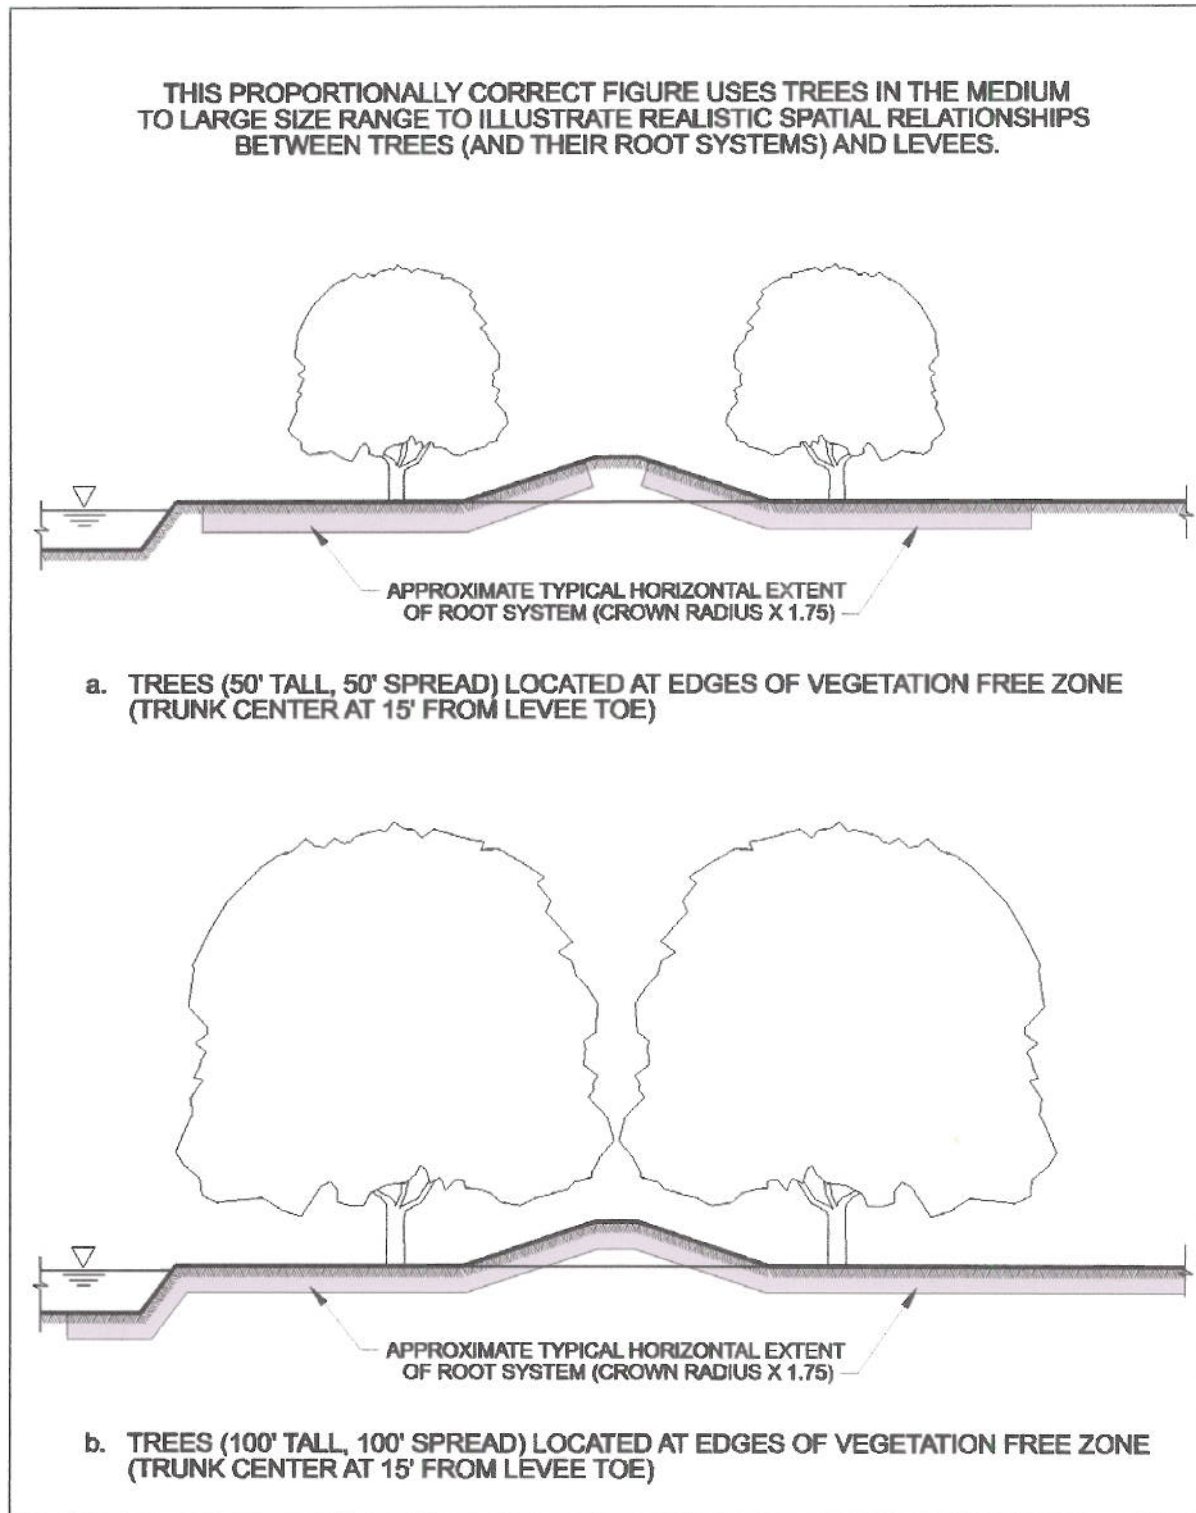 THIS PROPORTIONALLY CORRECT FIGURE USES TREES IN THE MEDIUM
TO LARGE SIZE RANGE TO ILLUSTRATE REALISTIC SPATIAL RELATIONSHIPS
BETWEEN TREES (AND THEIR ROOT SYSTEMS) AND LEVEES.
APPROXIMATE TYPICAL HORIZONTAL EXTENT
OF ROOT SYSTEM (CROWN RADIUS X 1.75)
a. TREES (50' TALL, 50' SPREAD) LOCATED AT EDGES OF VEGETATION FREE ZONE
(TRUNK CENTER AT 15' FROM LEVEE TOE)
APPROXIMATE TYPICAL HORIZONTAL EXTENT
OF ROOT SYSTEM (CROWN RADIUS X 1.75)
b. TREES (100' TALL, 100' SPREAD) LOCATED AT EDGES OF VEGETATION FREE ZONE
(TRUNK CENTER AT 15' FROM LEVEE TOE)